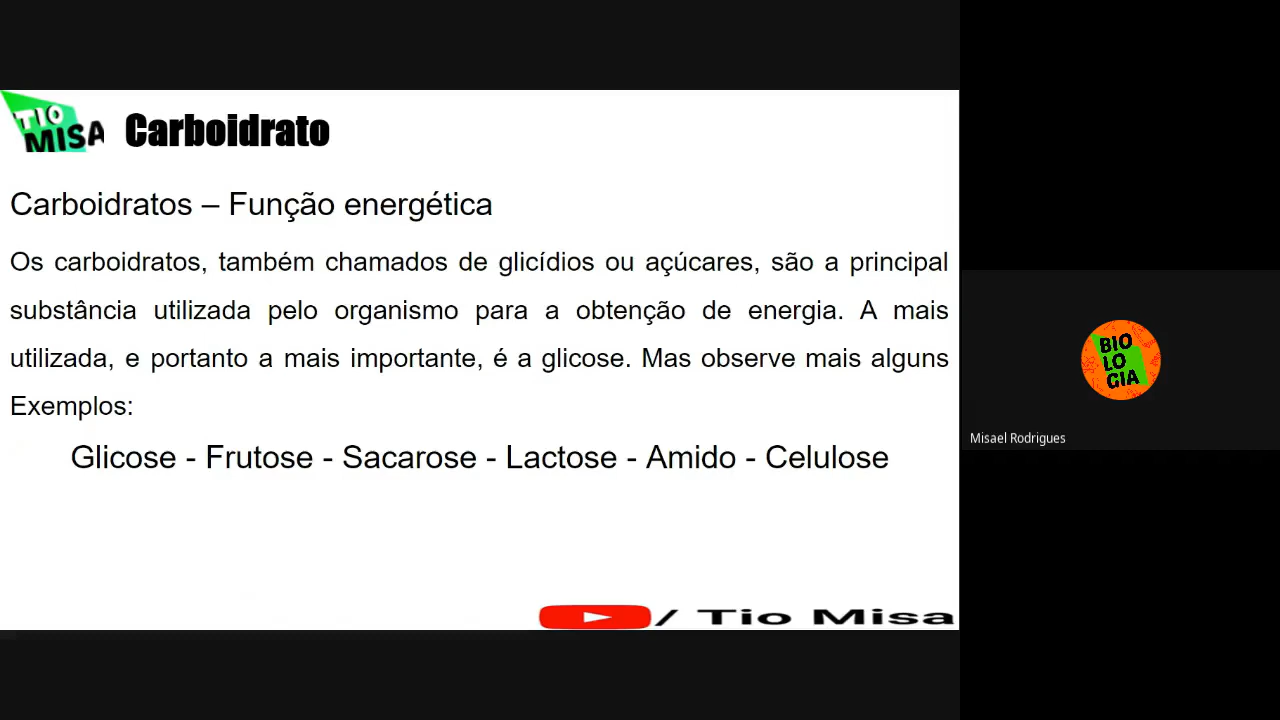 TIO
MISA
Carboidrato
Carboidratos – Função energética
Os carboidratos, também chamados de glicídios ou açúcares, são a principal
substância utilizada pelo organismo para a obtenção de energia. A mais
utilizada, e portanto a mais importante, é a glicose. Mas observe mais alguns
Exemplos:
Glicose - Frutose - Sacarose - Lactose - Amido - Celulose
/ Tio Misa
BIO
LO
GIA
Misael Rodrigues